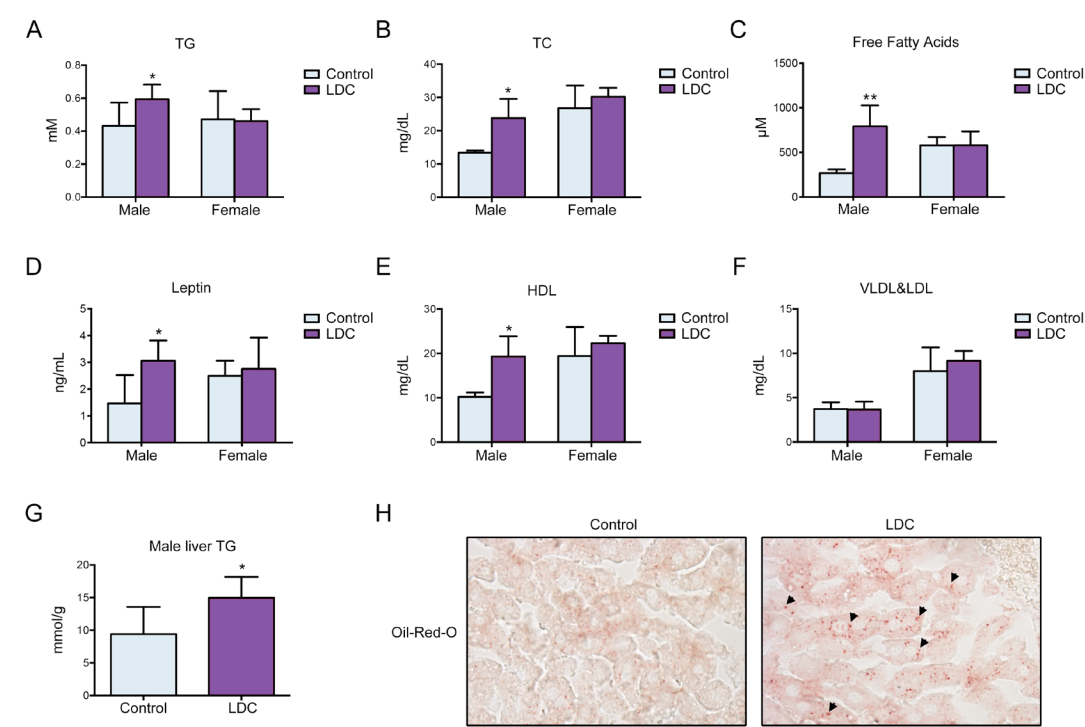 A
TG
0.8
0.6
0.4
0.2
0.0
mM
*
Male
Female
Control
LDC
B
TC
40
30
20
10
0
mg/dL
*
Male
Female
Control
LDC
C
Free Fatty Acids
1500
1000
500
0
µM
**
Male
Female
Control
LDC
D
Leptin
5
4
3
2
1
0
ng/mL
*
Male
Female
Control
LDC
E
HDL
30
20
10
0
mg/dL
*
Male
Female
Control
LDC
F
VLDL&LDL
15
10
5
0
mg/dL
Male
Female
Control
LDC
G
Male liver TG
20
15
10
5
0
mmol/g
*
Control
LDC
H
Control
LDC
Oil-Red-O